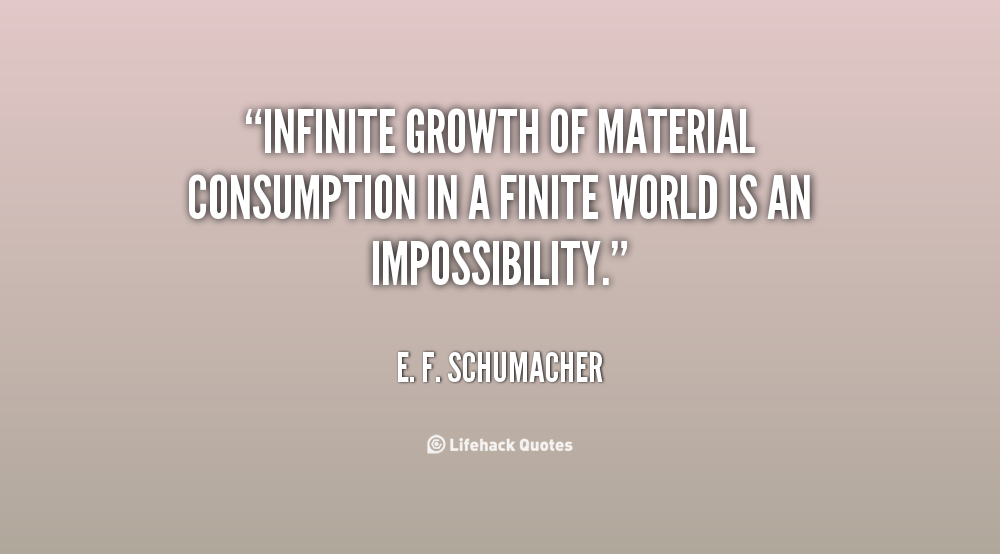 “INFINITE GROWTH OF MATERIAL
CONSUMPTION IN A FINITE WORLD IS AN
IMPOSSIBILITY.”
E. F. SCHUMACHER
Lifehack Quotes